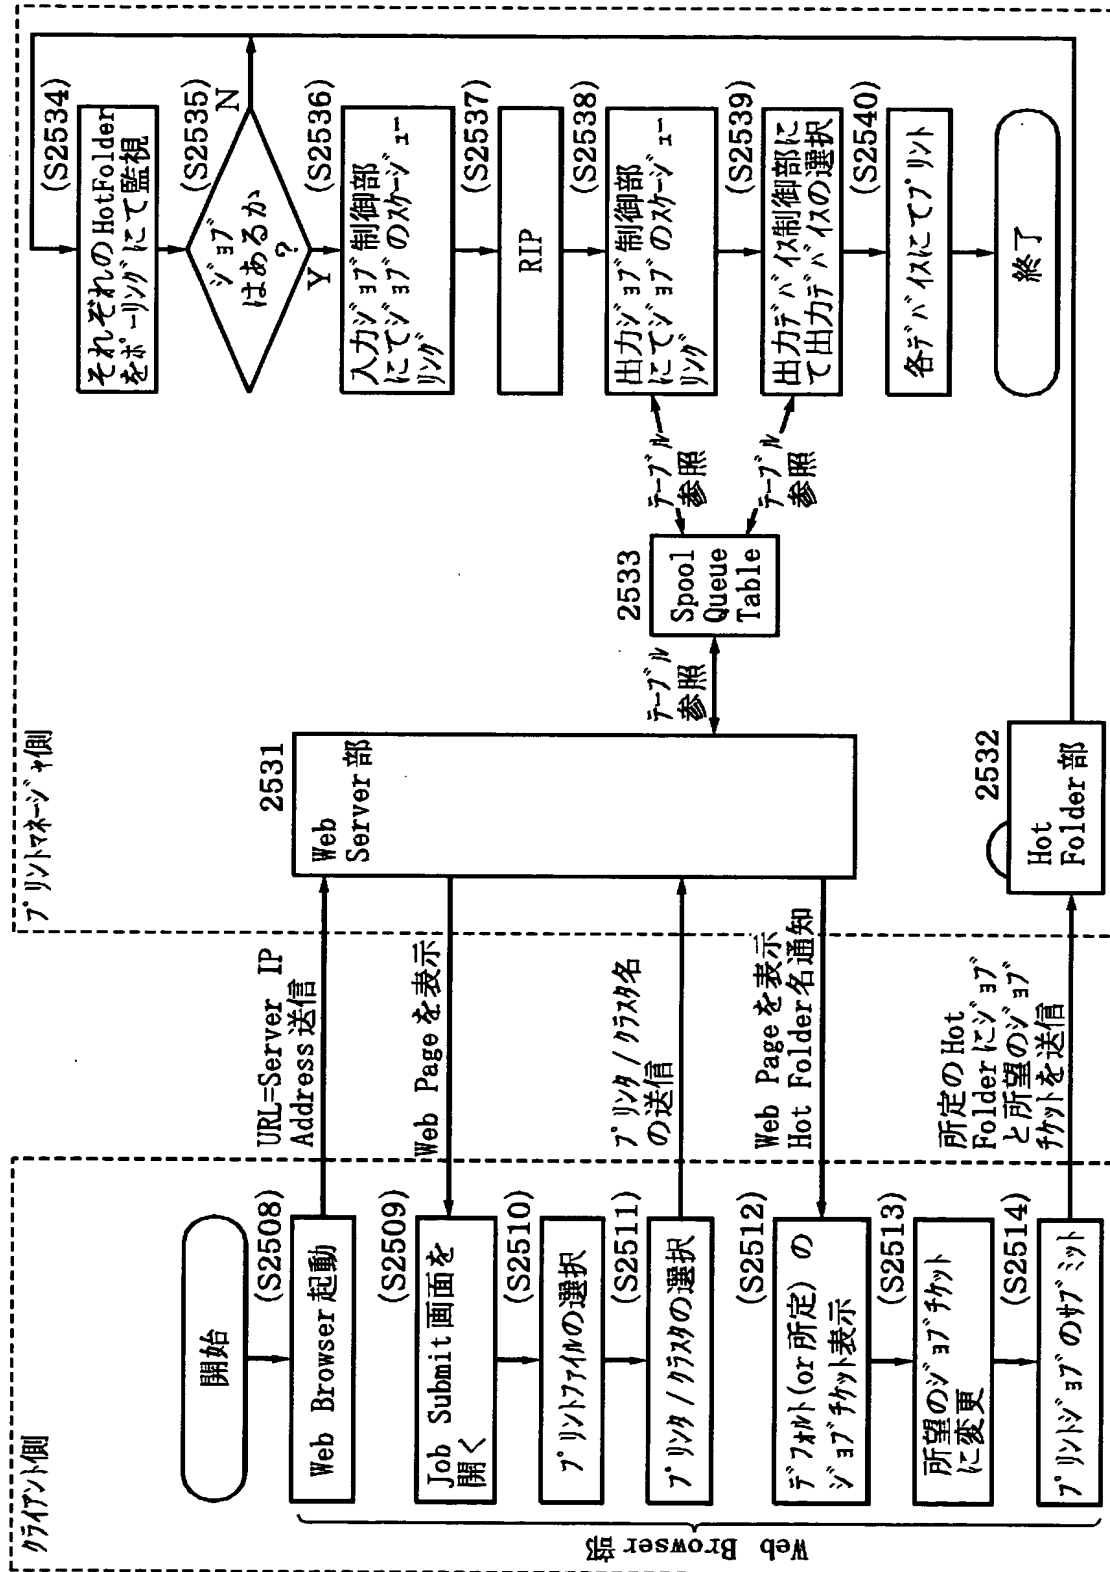 クライアント側
開始
(S2508)
Web Browser起動
(S2509)
Job Submit画面を
開く
(S2510)
プリントファイルの選択
(S2511)
プリンタ/クラスタの選択
(S2512)
デフォルト(or所定)の
ジョブチケット表示
(S2513)
所望のジョブチケット
に変更
(S2514)
プリントジョブのサブミット
Web Browser部
URL=Server IP
Address送信
Web Pageを表示
プリンタ/クラスタ名
の送信
Web Pageを表示
Hot Folder名通知
所定のHot
Folderにジョブ
と所望のジョブ
チケットを送信
プリントマネージャ側
2531
Web
Server部
2532
Hot
Folder部
テーブル
参照
2533
Spool
Queue
Table
テーブル
参照
テーブル
参照
(S2534)
それぞれのHotFolder
をポーリングにて監視
(S2535)
ジョブ
はあるか
?
N
Y
(S2536)
入力ジョブ制御部
にてジョブのスケージュー
リング
(S2537)
RIP
(S2538)
出力ジョブ制御部
にてジョブのスケージュー
リング
(S2539)
出力デバイス制御部に
て出力デバイスの選択
(S2540)
各デバイスにてプリント
終了